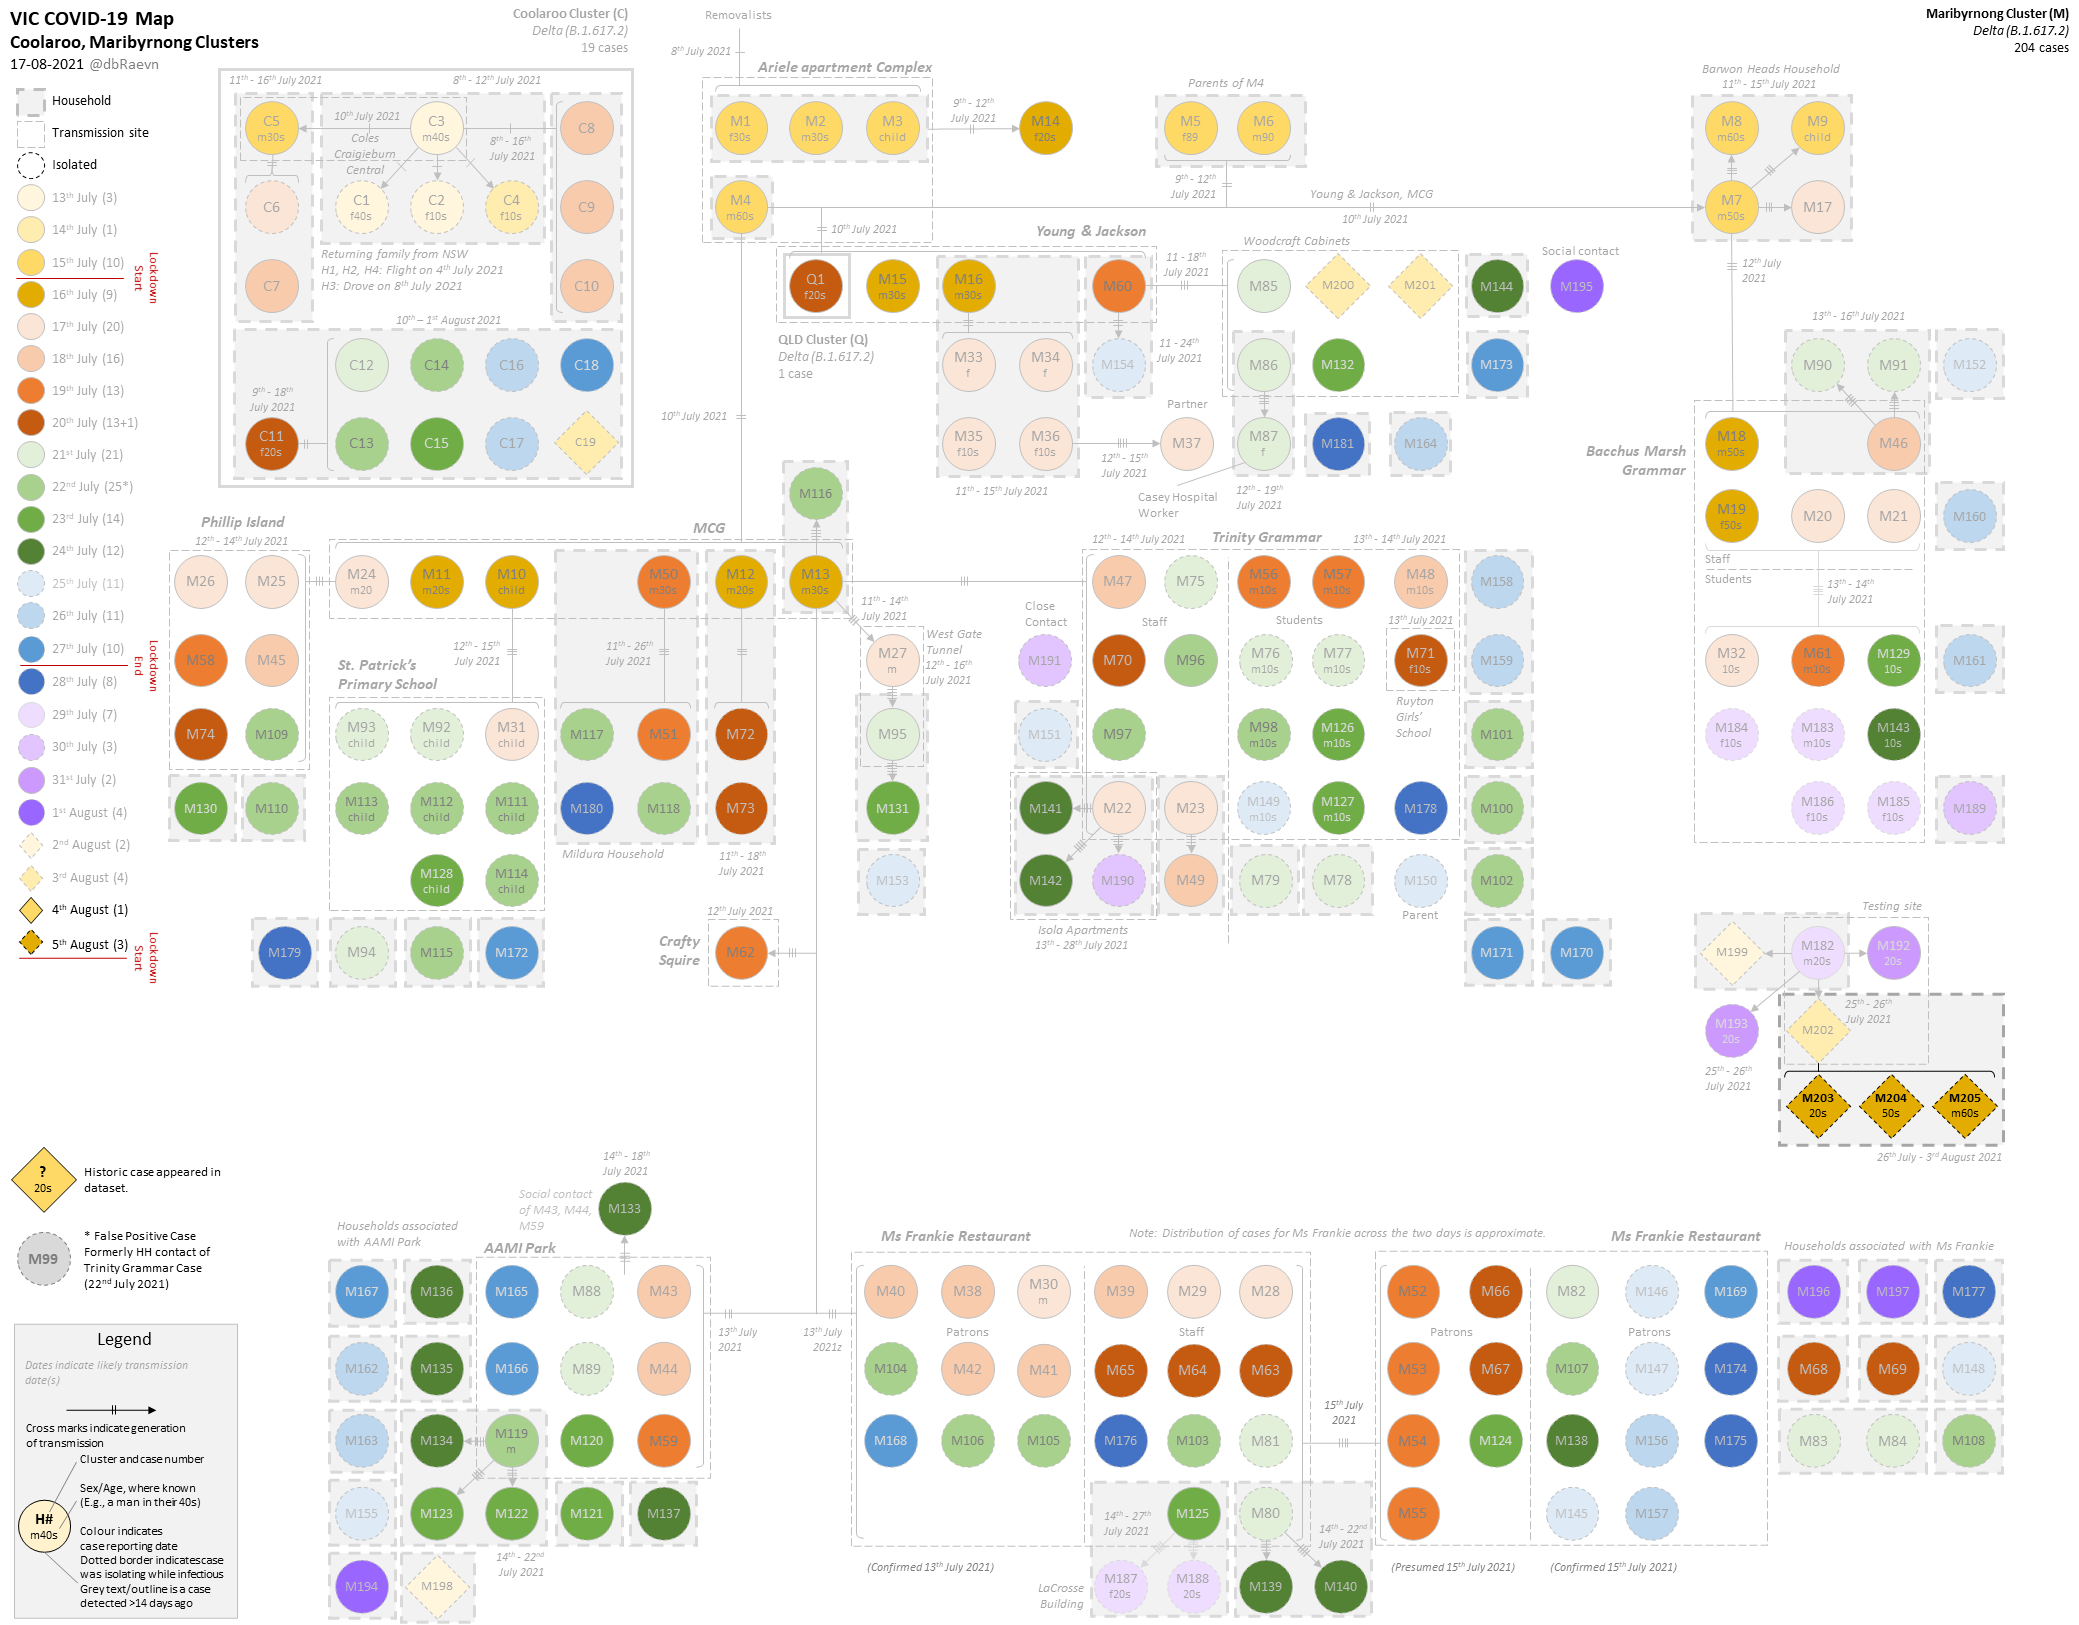 VIC COVID-19 Map
Coolaroo, Maribyrnong Clusters
17-08-2021 @dbRaevn
Household
Transmission site
Isolated
13th July (3)
14th July (1)
15th July (10)
Lockdown Start
16th July (9)
17th July (20)
18th July (16)
19th July (13)
20th July (13+1)
21st July (21)
22nd July (25*)
23rd July (14)
24th July (12)
25th July (11)
26th July (11)
27th July (10)
Lockdown End
28th July (8)
29th July (7)
30th July (3)
31st July (2)
1st August (4)
2nd August (2)
3rd August (4)
4th August (1)
5th August (3)
Lockdown Start
?
20s
Historic case appeared in
dataset.
M99
* False Positive Case
Formerly HH contact of
Trinity Grammar Case
(22nd July 2021)
Legend
Dates indicate likely transmission
date(s)
Cross marks indicate generation
of transmission
Cluster and case number
Sex/Age, where known
(E.g., a man in their 40s)
H#
m40s
Colour indicates
case reporting date
Dotted border indicates case
was isolating while infectious
Grey text/outline is a case
detected >14 days ago
Coolaroo Cluster (C)
Delta (B.1.617.2)
19 cases
11th - 16th July 2021
8th - 12th July 2021
C5
m30s
10th July 2021
Coles
Craigieburn
Central
C3
m40s
8th - 16th
July 2021
C8
C6
C1
f40s
C2
f10s
C4
f10s
C9
C7
Returning family from NSW
H1, H2, H4: Flight on 4th July 2021
H3: Drove on 8th July 2021
C10
10th – 1st August 2021
C12
C14
C16
C18
9th - 18th
July 2021
C11
f20s
C13
C15
C17
C19
Removalists
8th July 2021
Ariele apartment Complex
M1
f30s
M2
m30s
M3
child
9th - 12th
July 2021
M14
f20s
M4
m60s
Parents of M4
M5
f89
M6
m90
9th - 12th
July 2021
Young & Jackson, MCG
10th July 2021
Maribyrnong Cluster (M)
Delta (B.1.617.2)
204 cases
Barwon Heads Household
11th - 15th July 2021
M8
m60s
M9
child
M7
m50s
M17
12th July
2021
10th July 2021
Young & Jackson
Q1
f20s
M15
m30s
M16
m30s
M60
QLD Cluster (Q)
Delta (B.1.617.2)
1 case
M33
f
M34
f
M35
f10s
M36
f10s
11th - 15th July 2021
M154
11 - 18th
July 2021
11 - 24th
July 2021
Partner
M37
12th - 15th
July 2021
Woodcraft Cabinets
M85
M200
M201
M86
M132
M87
f
Casey Hospital
Worker
12th - 19th
July 2021
M144
M173
M181
M164
Social contact
M195
13th - 16th July 2021
M90
M91
M152
Bacchus Marsh
Grammar
M18
m50s
M46
M19
f50s
M20
M21
M160
Staff
Students
13th - 14th
July 2021
M32
10s
M61
m10s
M129
10s
M161
M184
f10s
M183
m10s
M143
10s
M186
f10s
M185
f10s
M189
10th July 2021
Phillip Island
12th - 14th July 2021
M26
M25
M58
M45
M74
M109
M130
M110
MCG
M24
m20
M11
m20s
M10
child
M50
m30s
M12
m20s
M13
m30s
M116
12th - 15th
July 2021
St. Patrick's
Primary School
M93
child
M92
child
M31
child
M113
child
M112
child
M111
child
M128
child
M114
child
M179
M94
M115
M172
11th - 26th
July 2021
M117
M51
M180
M118
Mildura Household
M72
M73
11th - 18th
July 2021
11th - 14th
July 2021
M27
m
West Gate
Tunnel
12th - 16th
July 2021
M95
M131
M153
12th July 2021
Crafty
Squire
M62
12th - 14th July 2021
Trinity Grammar
13th - 14th July 2021
M47
M75
M56
m10s
M57
m10s
M48
m10s
M158
Close
Contact
M191
Staff
Students
13th July 2021
M70
M96
M76
m10s
M77
m10s
M71
f10s
M159
Ruyton
Girls'
School
M151
M97
M98
m10s
M126
m10s
M101
M141
M22
M23
M149
m10s
M127
m10s
M178
M100
M142
M190
M49
M79
M78
M150
Parent
M102
Isola Apartments
13th - 28th July 2021
M171
M170
Testing site
M199
M182
m20s
M192
20s
M193
20s
25th - 26th
July 2021
M202
25th - 26th
July 2021
M203
20s
M204
50s
M205
m60s
26th July - 3rd August 2021
14th - 18th
July 2021
Social contact
of M43, M44,
M59
M133
Households associated
with AAMI Park
AAMI Park
M167
M136
M165
M88
M43
M162
M135
M166
M89
M44
M163
M134
M119
m
M120
M59
M155
M123
M122
M121
M137
M194
M198
14th - 22nd
July 2021
13th July
2021
13th July
2021z
Ms Frankie Restaurant
Note: Distribution of cases for Ms Frankie across the two days is approximate.
Ms Frankie Restaurant
M40
M38
M30
m
M39
M29
M28
Patrons
Staff
M104
M42
M41
M65
M64
M63
M168
M106
M105
M176
M103
M81
14th - 27th
July 2021
M125
M80
14th - 22nd
July 2021
(Confirmed 13th July 2021)
LaCrosse
Building
M187
f20s
M188
20s
M139
M140
15th July
2021
M52
M66
M82
M146
M169
Patrons
Patrons
M53
M67
M107
M147
M174
M54
M124
M138
M156
M175
M55
M145
M157
(Presumed 15th July 2021)
(Confirmed 15th July 2021)
Households associated with Ms Frankie
M196
M197
M177
M68
M69
M148
M83
M84
M108